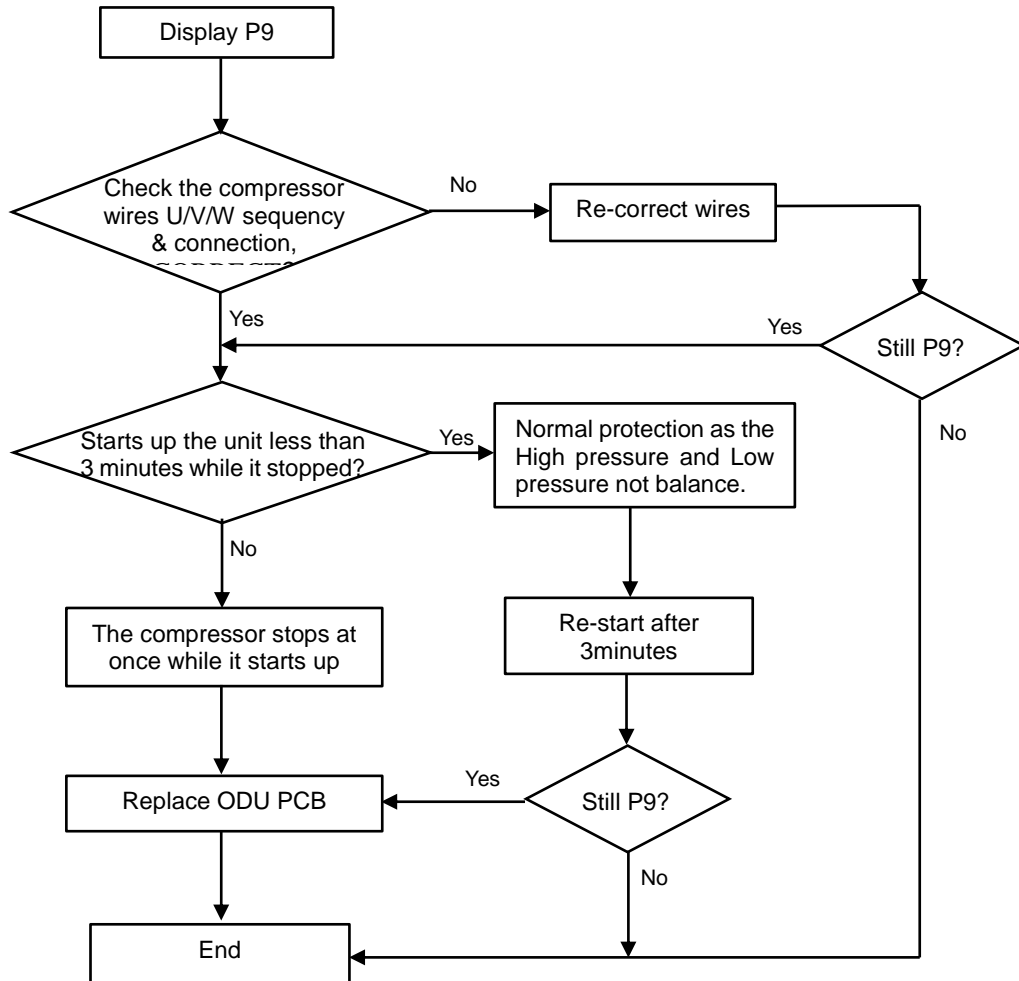 Display P9
Check the compressor
wires U/V/W sequency
& connection,
No
Re-correct wires
Yes
Yes
Still P9?
No
Starts up the unit less than
3 minutes while it stopped?
Yes
Normal protection as the
High pressure and Low
pressure not balance.
No
The compressor stops at
once while it starts up
Re-start after
3minutes
Replace ODU PCB
Yes
Still P9?
No
End